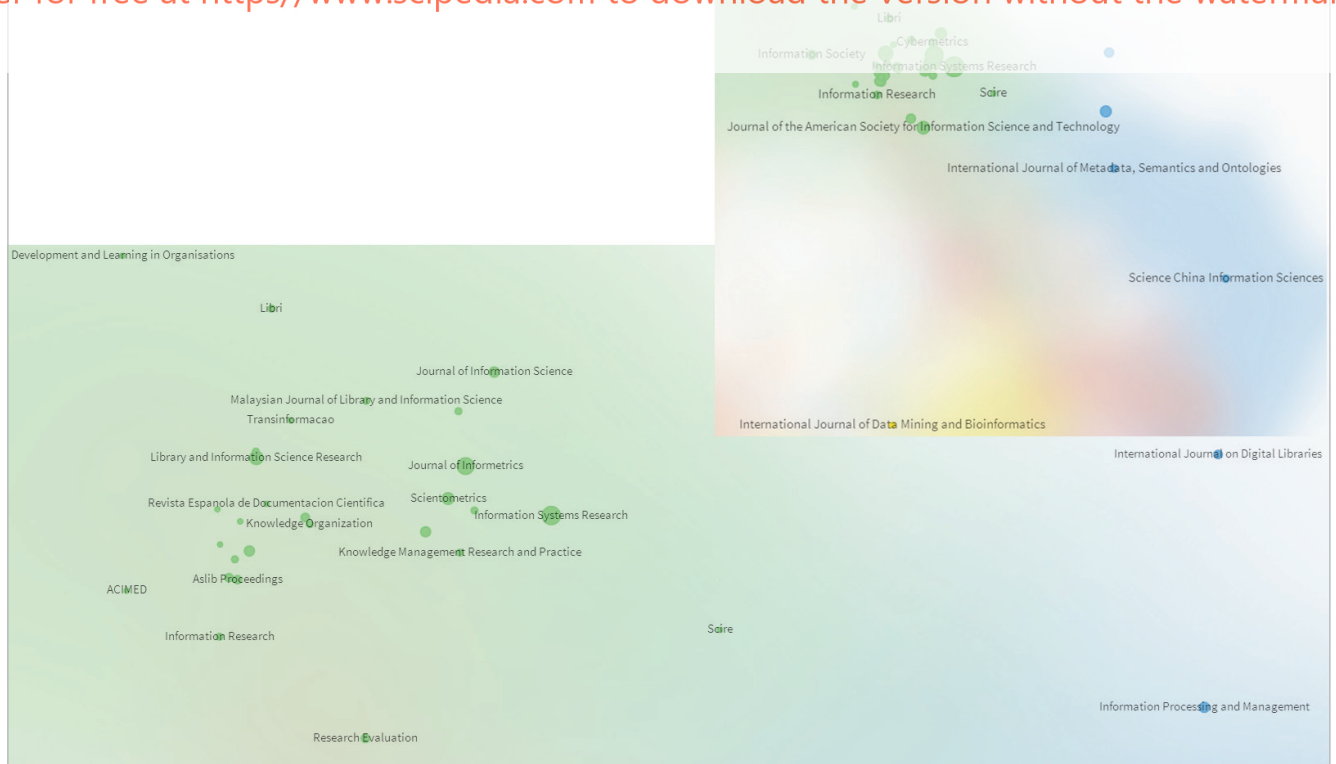 er for free at https//www.scipedia.com to download the version without the watermar
Libri
Cybermetrics
Information Society
Information Systems Research
Information Research
Scire
Journal of the American Society for Information Science and Technology
International Journal of Metadata, Semantics and Ontologies
Development and Learning in Organisations
Science China Information Sciences
Libri
Journal of Information Science
Malaysian Journal of Library and Information Science
Transinformacao
International Journal of Data Mining and Bioinformatics
International Journal on Digital Libraries
Library and Information Science Research
Journal of Informetrics
Scientometrics
Revista Espanola de Documentacion Cientifica
Information Systems Research
Knowledge Organization
Knowledge Management Research and Practice
Aslib Proceedings
ACIMED
Scire
Information Research
Information Processing and Management
Research Evaluation